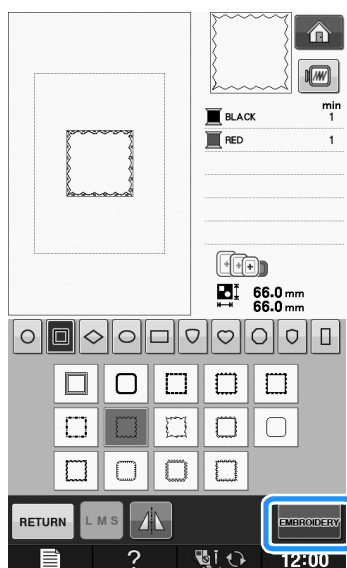 min
BLACK 1
RED 1
66.0 mm
66.0 mm
RETURN L M S EMBROIDERY
? 12:00